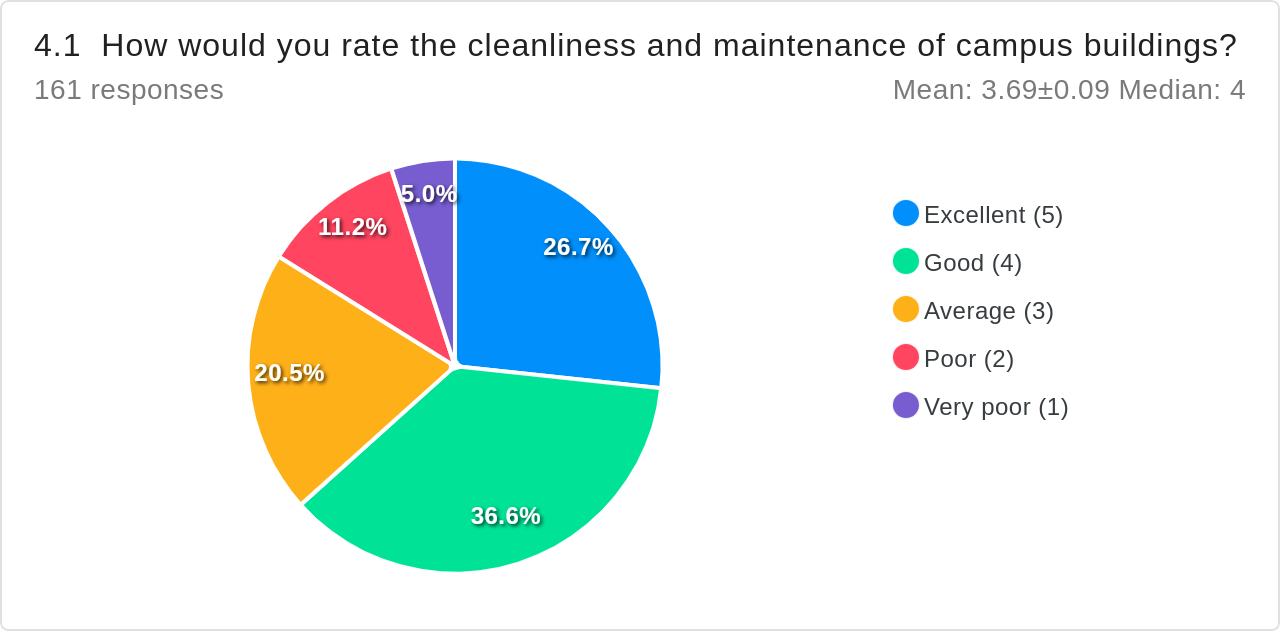 4.1 How would you rate the cleanliness and maintenance of campus buildings?
161 responses
Mean: 3.69±0.09 Median: 4
5.0%
11.2%
26.7%
20.5%
36.6%
Excellent (5)
Good (4)
Average (3)
Poor (2)
Very poor (1)